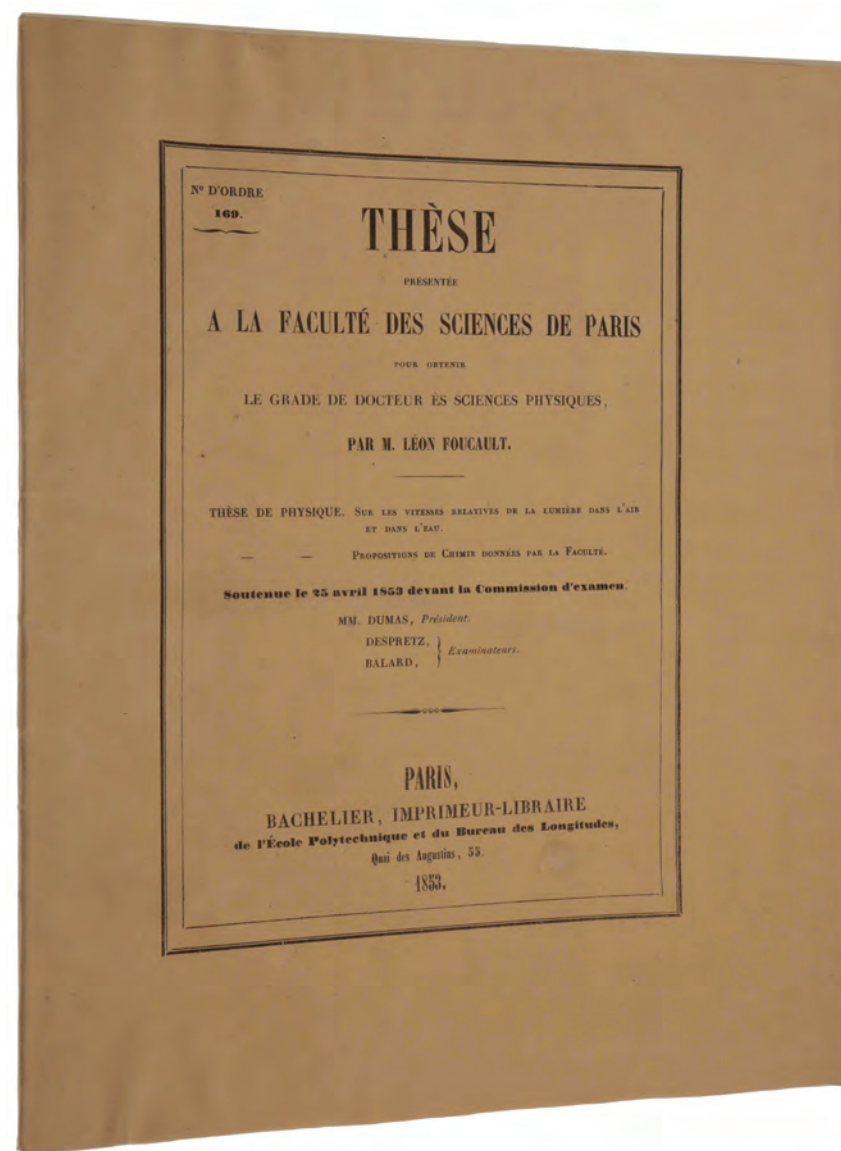 Nº D'ORDRE
169.
THÈSE
PRÉSENTÉE
A LA FACULTÉ DES SCIENCES DE PARIS
POUR OBTENIR
LE GRADE DE DOCTEUR ÈS SCIENCES PHYSIQUES,
PAR M. LÉON FOUCAULT.
THÈSE DE PHYSIQUE. SUR LES VITESSES RELATIVES DE LA LUMIÈRE DANS L'AIR
ET DANS L'EAU.
— — PROPOSITIONS DE CHIMIE DONNÉES PAR LA FACULTÉ.
Soutenue le 25 avril 1853 devant la Commission d'examen.
MM. DUMAS, Président.
DESPRETZ, } Examinateurs.
BALARD,
PARIS,
BACHELIER, IMPRIMEUR-LIBRAIRE
de l'École Polytechnique et du Bureau des Longitudes,
Quai des Augustins, 55.
1853.